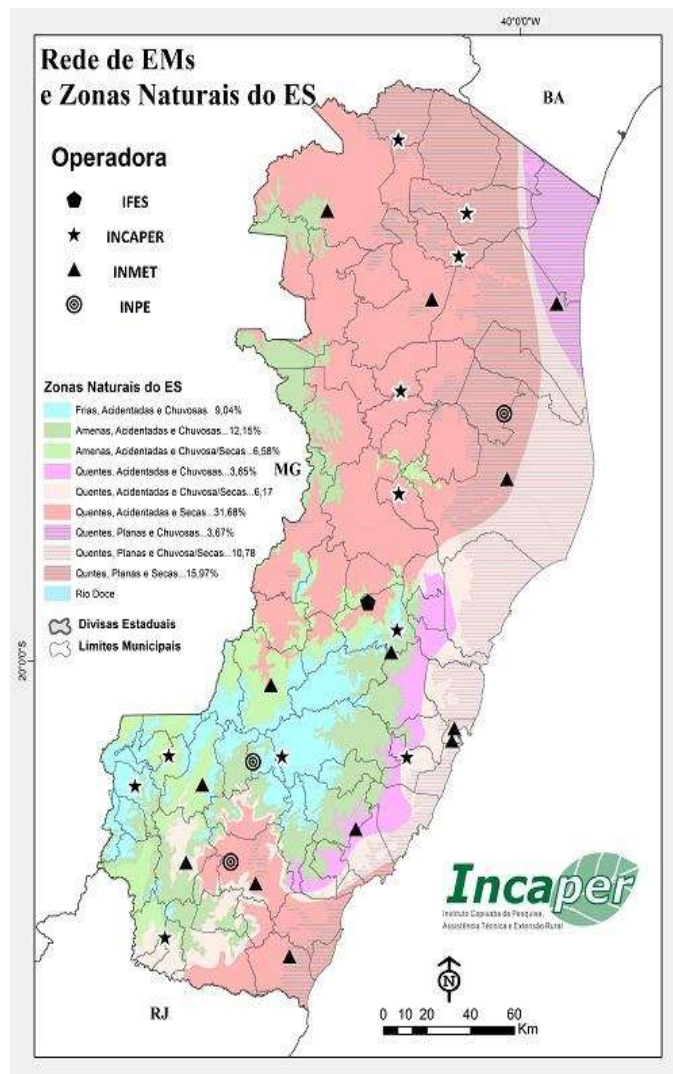 40°0'0"W
Rede de EMs
e Zonas Naturais do ES
BA
Operadora
IFES
INCAPER
INMET
INPE
Zonas Naturais do ES
Frias, Acidentadas e Chuvosas 9,04%
Amenas, Acidentadas e Chuvosas...12,15%
Amenas, Acidentadas e Chuvosa/Secas...6,58%
Quentes, Acidentadas e Chuvosas...3,85%
Quentes, Acidentadas e Chuvosa/Secas...6,17
Quentes, Acidentadas e Secas...31,68%
Quentes, Planas e Chuvosas...3,67%
Quentes, Planas e Chuvosa/Secas...10,78
Quntes, Planas e Secas...15,97%
Rio Doce
MG
Divisas Estaduais
Limites Municipais
20°0'0"S
Incaper
Instituto Capixaba de Pesquisa,
Assistência Técnica e Extensão Rural
N
RJ
0 10 20 40 60
Km